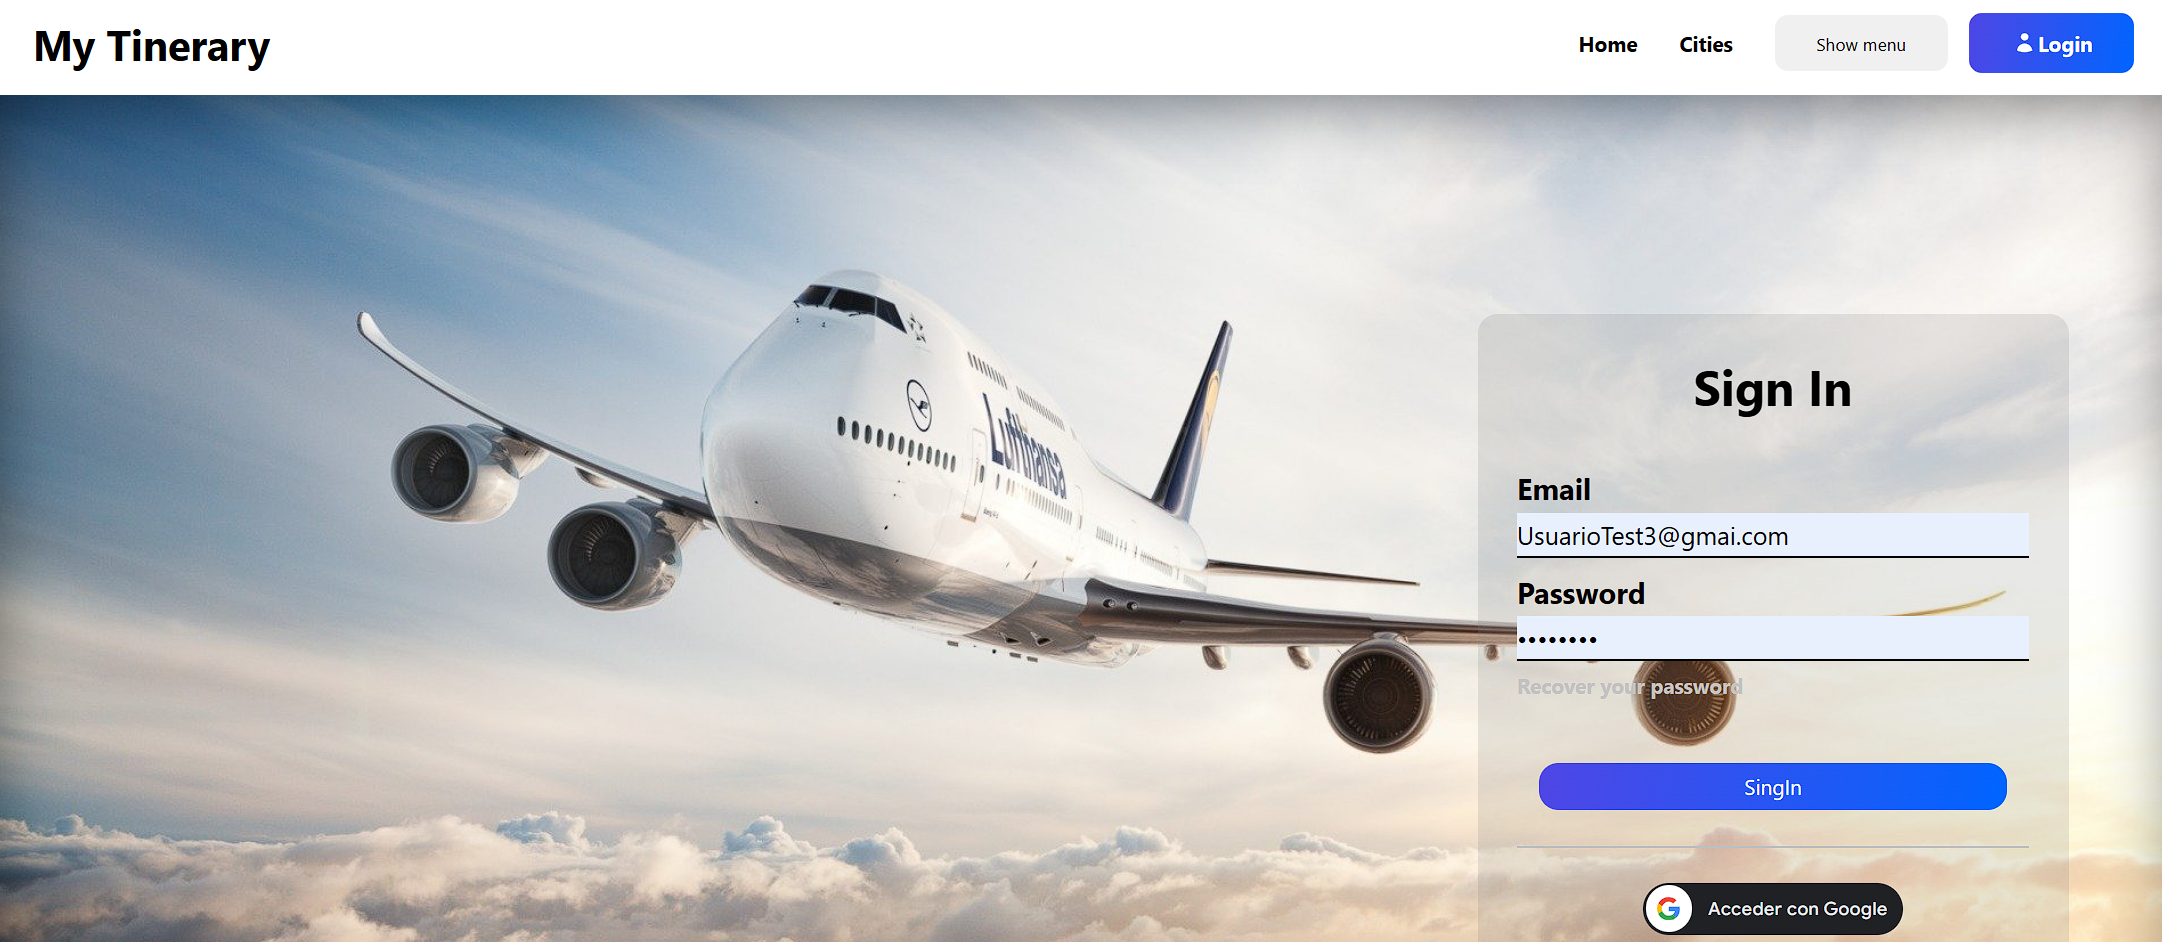 My Tinerary
Home
Cities
Show menu
Login
Lufthansa
Sign In
Email
UsuarioTest3@gmai.com
Password
••••••••
Recover your password
SingIn
Acceder con Google